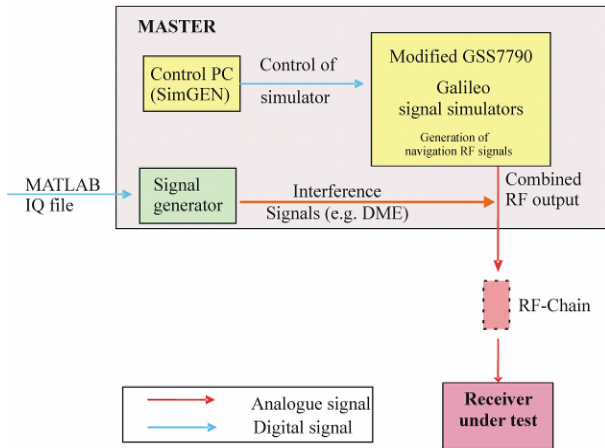 MASTER
Control PC
(SimGEN)
Control of
simulator
Modified GSS7790
Galileo
signal simulators
Generation of
navigation RF signals
MATLAB
IQ file
Signal
generator
Interference
Signals (e.g. DME)
Combined
RF output
RF-Chain
Receiver
under test
Analogue signal
Digital signal